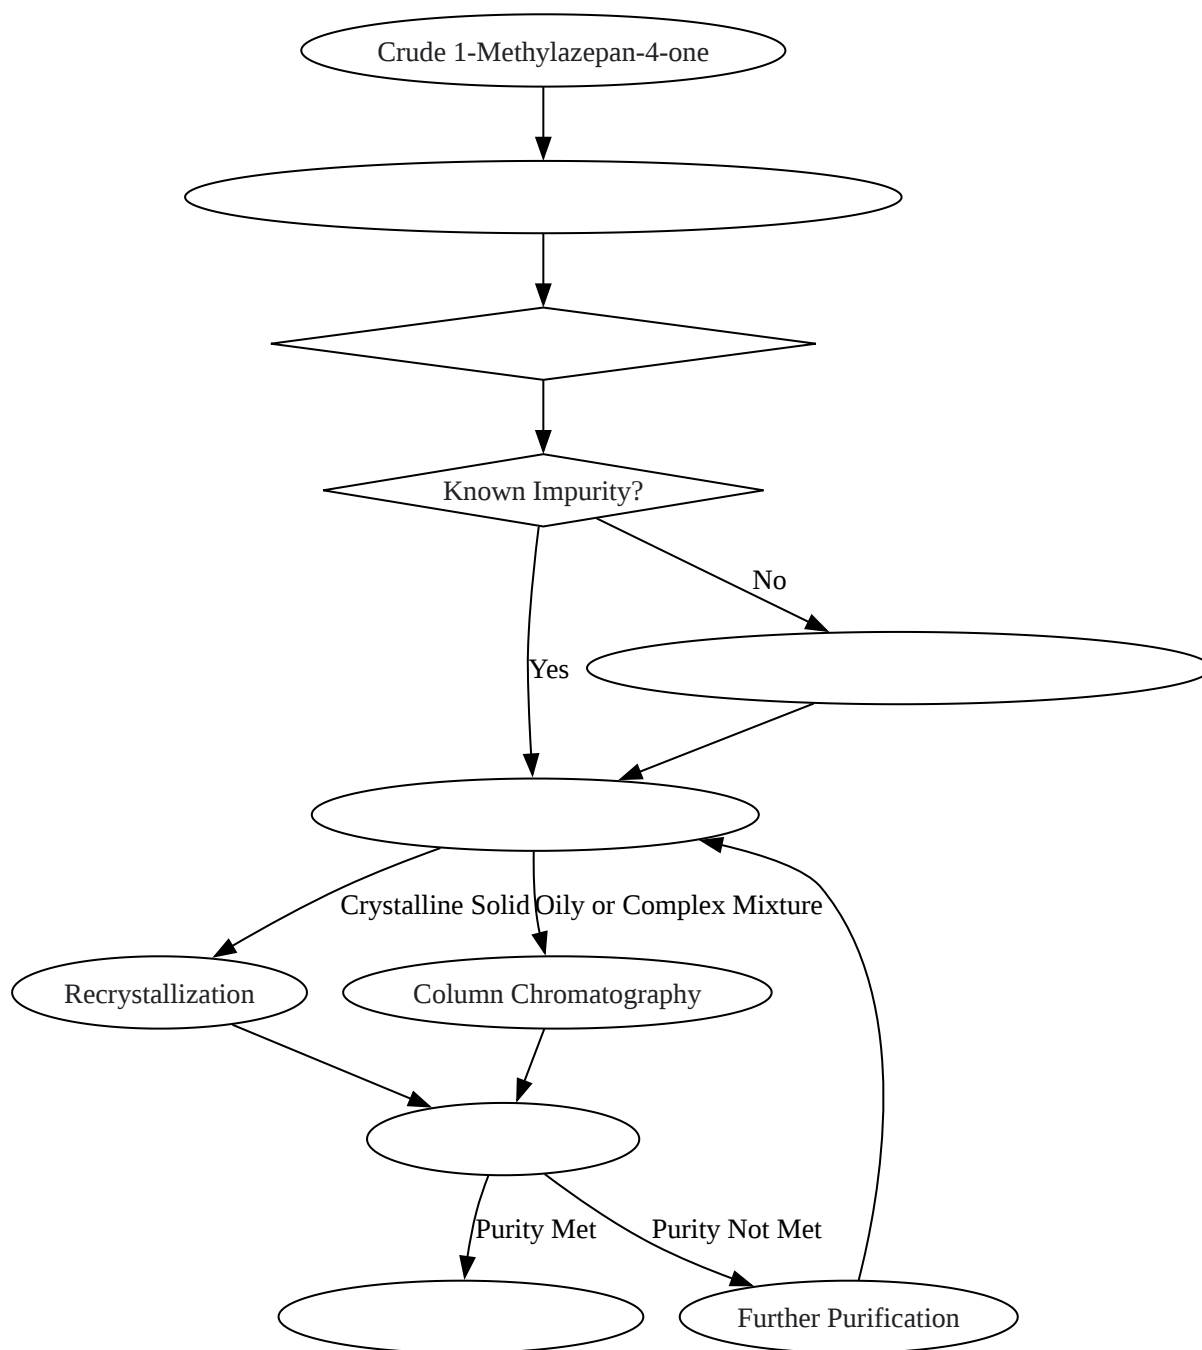 Crude 1-Methylazepan-4-one
Known Impurity?
No
Yes
Crystalline Solid
Oily or Complex Mixture
Recrystallization
Column Chromatography
Purity Met
Purity Not Met
Further Purification